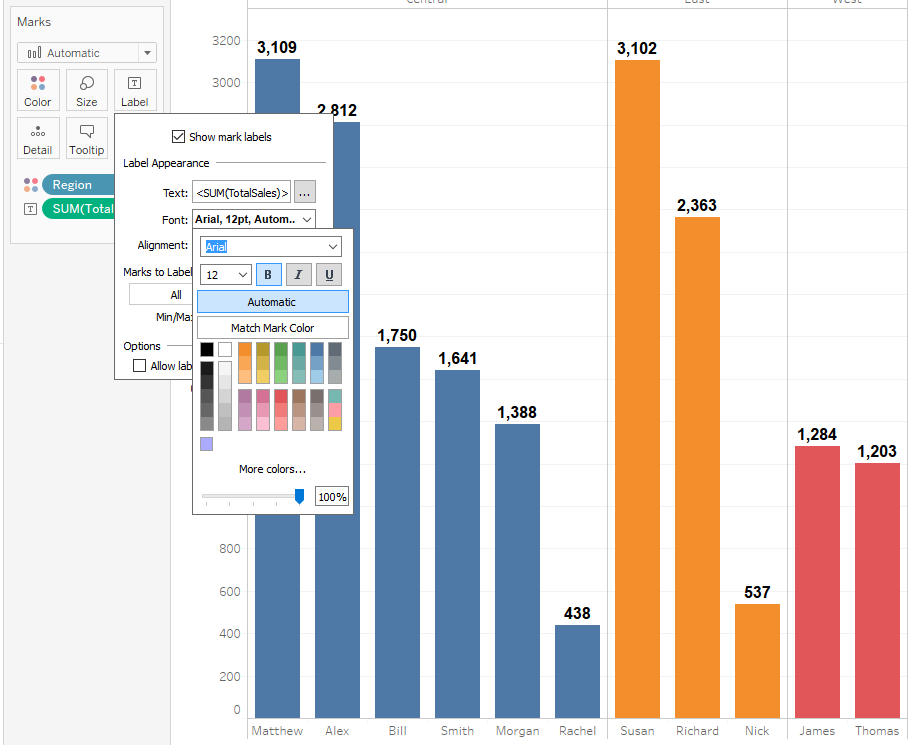 Marks
Automatic
Color Size Label
Detail Tooltip
Region
SUM(Total
Show mark labels
Label Appearance
Text: <SUM(TotalSales)> ...
Font: Arial, 12pt, Autom..
Alignment:
Marks to Label
All
Min/Max
Options
Allow lab
Arial
12 B I U
Automatic
Match Mark Color
More colors...
100%
Central East West
3200
3000
800
600
400
200
0
3,109
2,812
1,750
1,641
1,388
438
3,102
2,363
537
1,284
1,203
Matthew Alex Bill Smith Morgan Rachel Susan Richard Nick James Thomas